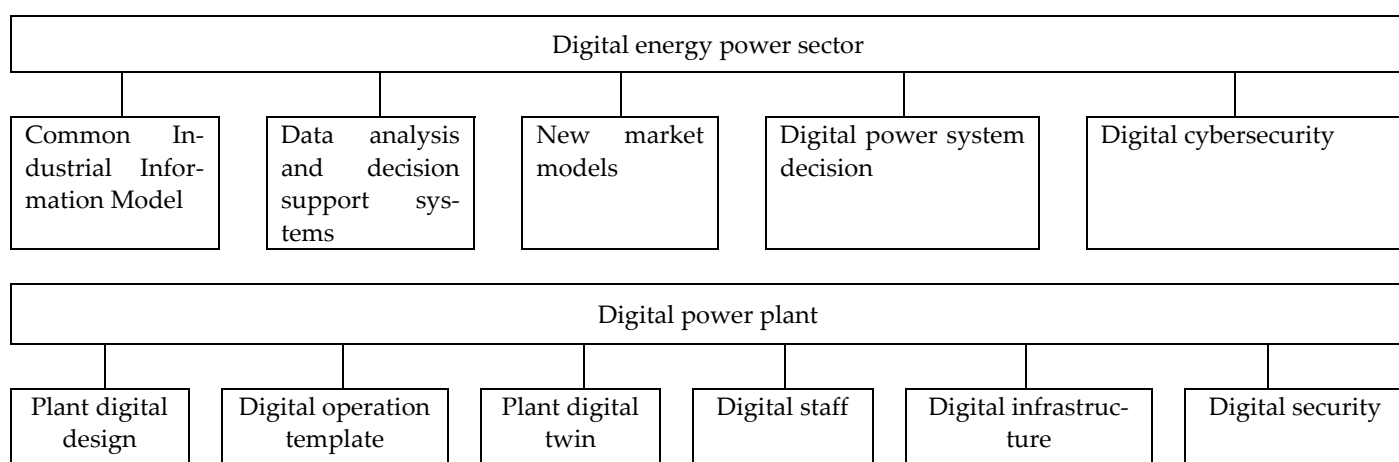 Digital energy power sector
Common In-
dustrial Infor-
mation Model
Data analysis
and decision
support sys-
tems
New market
models
Digital power system
decision
Digital cybersecurity
Digital power plant
Plant digital
design
Digital operation
template
Plant digital
twin
Digital staff
Digital infrastruc-
ture
Digital security